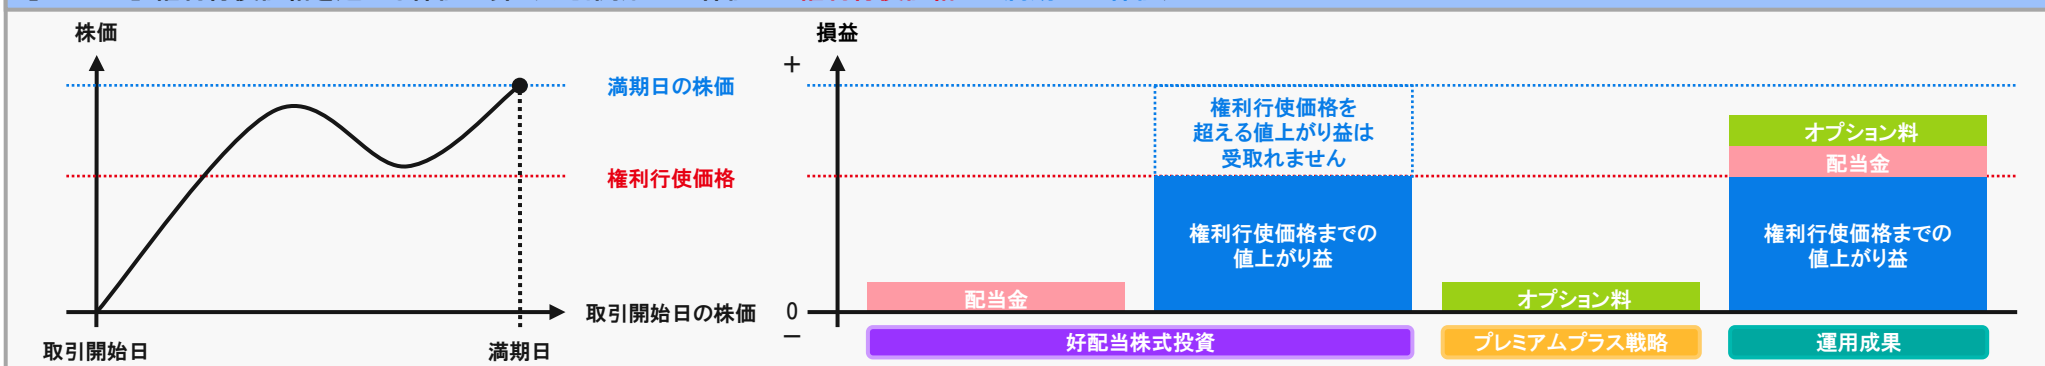 株価
満期日の株価
権利行使価格
取引開始日の株価
取引開始日
満期日
損益
+
0
−
権利行使価格を
超える値上がり益は
受取れません
配当金
権利行使価格までの
値上がり益
オプション料
オプション料
配当金
権利行使価格までの
値上がり益
好配当株式投資
プレミアムプラス戦略
運用成果